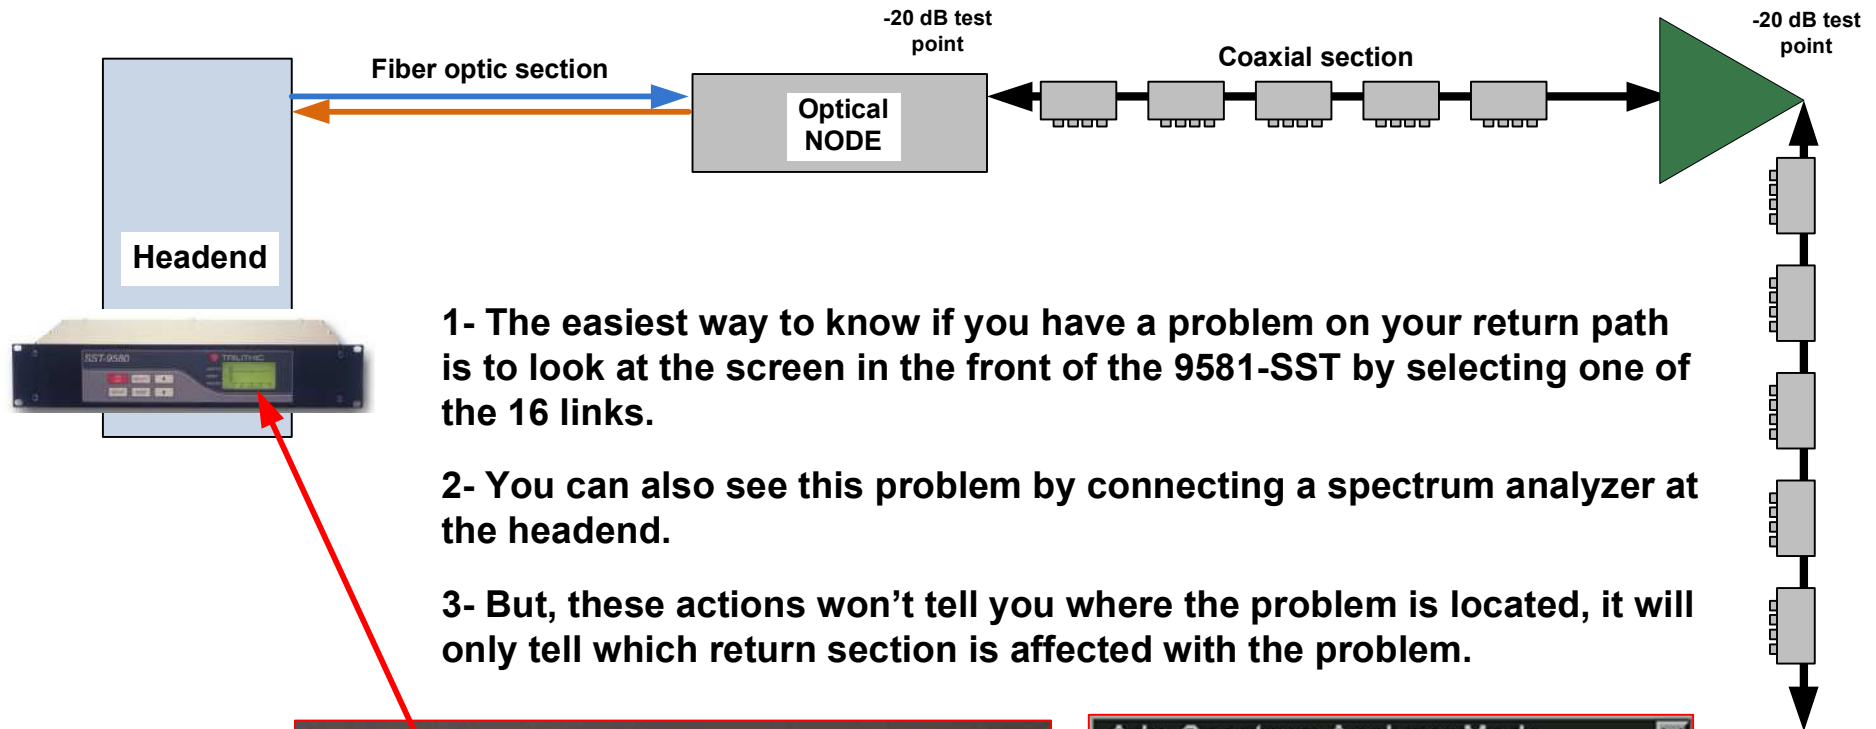 -20 dB test
point
-20 dB test
point
Fiber optic section
Coaxial section
Optical
NODE
Headend
SST-9580
TRILITHIC
1- The easiest way to know if you have a problem on your return path
is to look at the screen in the front of the 9581-SST by selecting one of
the 16 links.
2- You can also see this problem by connecting a spectrum analyzer at
the headend.
3- But, these actions won’t tell you where the problem is located, it will
only tell which return section is affected with the problem.